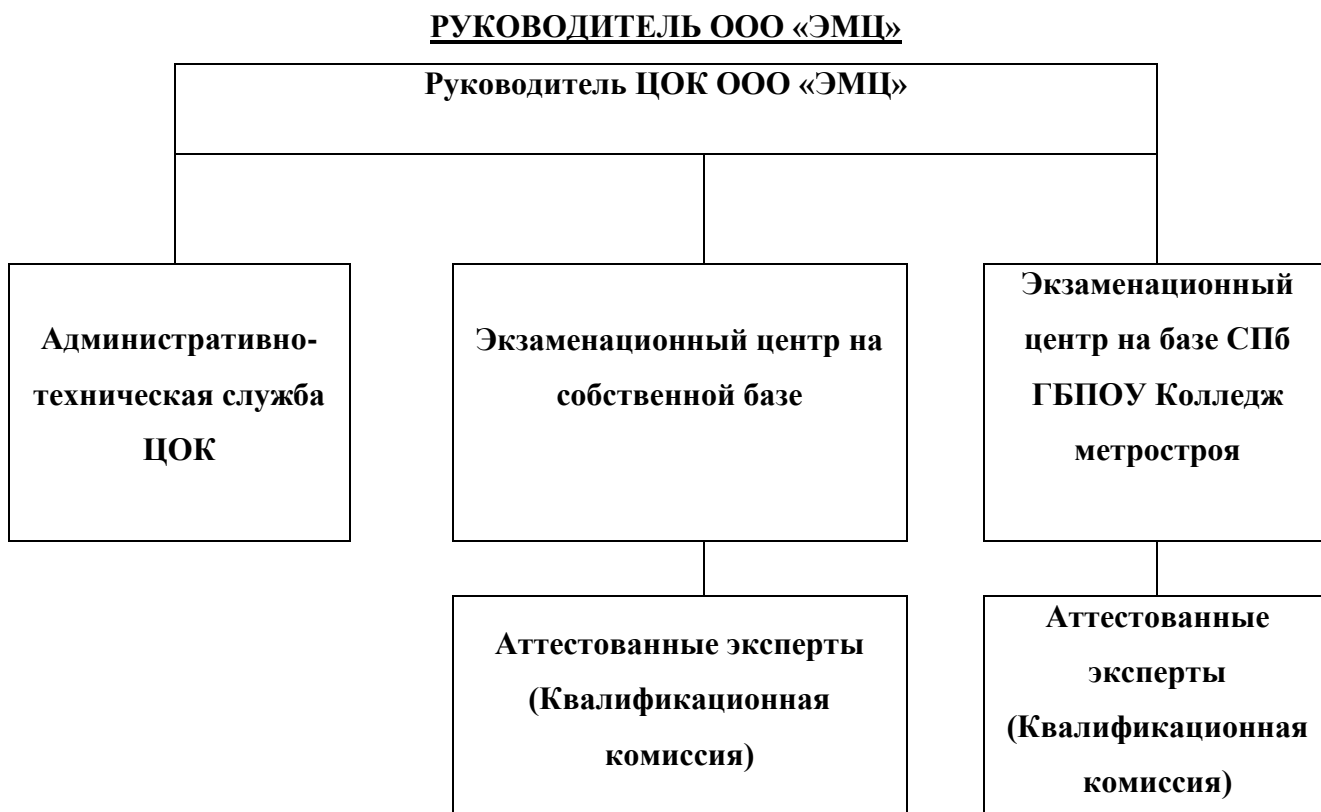 РУКОВОДИТЕЛЬ ООО «ЭМЦ»
Руководитель ЦОК ООО «ЭМЦ»
Административно-
техническая служба
ЦОК
Экзаменационный центр на
собственной базе
Экзаменационный
центр на базе СПб
ГБПОУ Колледж
метростроя
Аттестованные эксперты
(Квалификационная
комиссия)
Аттестованные
эксперты
(Квалификационная
комиссия)